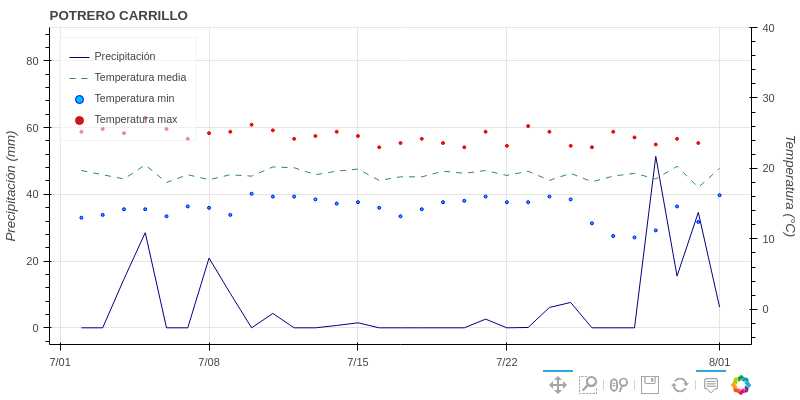 POTRERO CARRILLO
Precipitación
Temperatura media
Temperatura min
Temperatura max
Precipitación (mm)
80
60
40
20
0
Temperatura (°C)
40
30
20
10
0
7/01
7/08
7/15
7/22
8/01